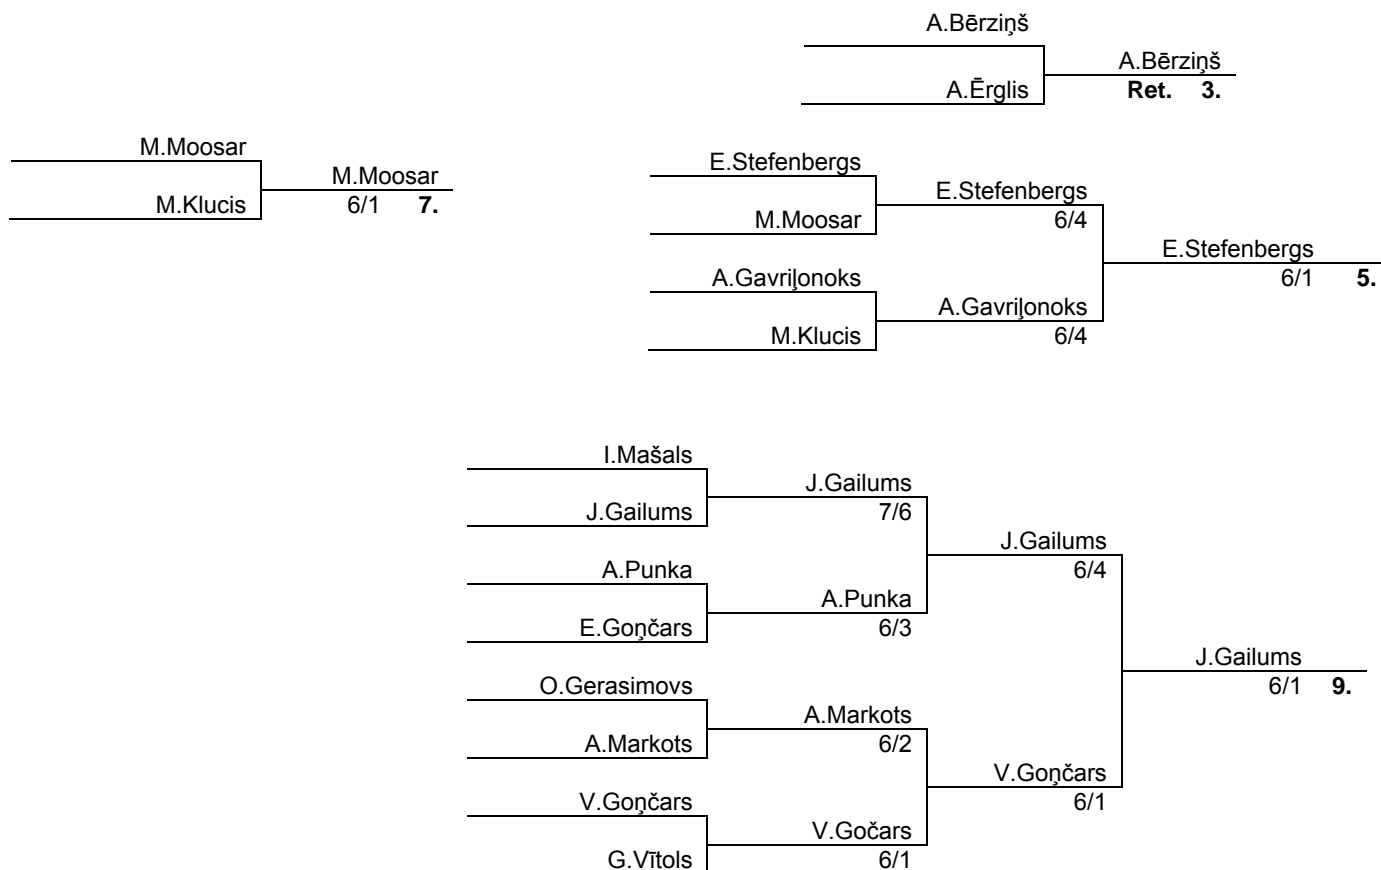 A.Bērziņš
A.Bērziņš
A.Ērglis
Ret. 3.
M.Moosar
M.Moosar
M.Klucis
6/1 7.
E.Stefenbergs
E.Stefenbergs
M.Moosar
6/4
E.Stefenbergs
6/1 5.
A.Gavriļonoks
A.Gavriļonoks
M.Klucis
6/4
I.Mašals
J.Gailums
J.Gailums
7/6
J.Gailums
6/4
A.Punka
A.Punka
E.Goņčars
6/3
J.Gailums
6/1 9.
O.Gerasimovs
A.Markots
A.Markots
6/2
V.Goņčars
6/1
V.Goņčars
V.Gočars
G.Vītols
6/1